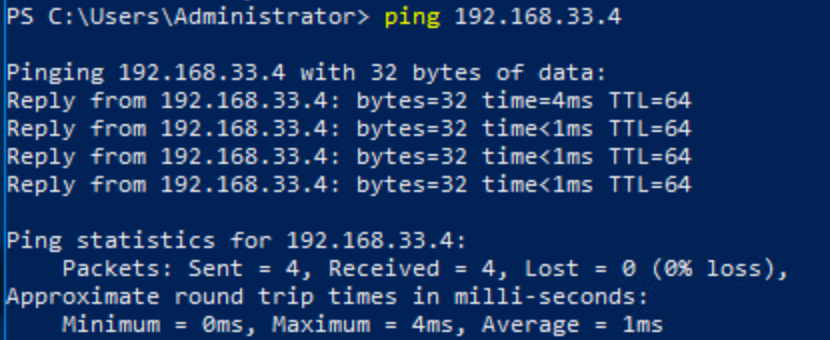 PS C:\Users\Administrator> ping 192.168.33.4
Pinging 192.168.33.4 with 32 bytes of data:
Reply from 192.168.33.4: bytes=32 time=4ms TTL=64
Reply from 192.168.33.4: bytes=32 time<1ms TTL=64
Reply from 192.168.33.4: bytes=32 time<1ms TTL=64
Reply from 192.168.33.4: bytes=32 time<1ms TTL=64
Ping statistics for 192.168.33.4:
    Packets: Sent = 4, Received = 4, Lost = 0 (0% loss),
Approximate round trip times in milli-seconds:
    Minimum = 0ms, Maximum = 4ms, Average = 1ms